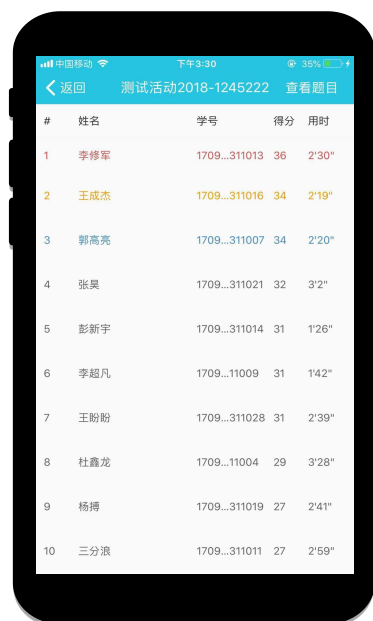 中国移动 下午3:30 35%
返回 测试活动2018-1245222 查看题目
# 姓名 学号 得分 用时
1 李修军 1709...311013 36 2'30"
2 王成杰 1709...311016 34 2'19"
3 郭高亮 1709...311007 34 2'20"
4 张昊 1709...311021 32 3'2"
5 彭新宇 1709...311014 31 1'26"
6 李超凡 1709...11009 31 1'42"
7 王盼盼 1709...311028 31 2'39"
8 杜鑫龙 1709...11004 29 3'28"
9 杨搏 1709...311019 27 2'41"
10 三分浪 1709...311011 27 2'59"